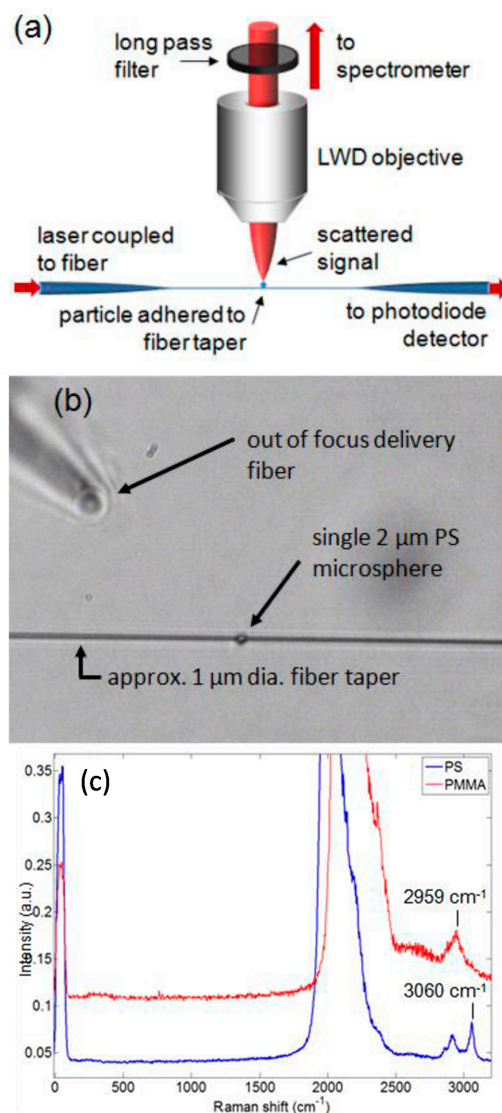 (a)
long pass
filter
to
spectrometer
LWD objective
laser coupled
to fiber
scattered
signal
particle adhered to
fiber taper
to photodiode
detector
(b)
out of focus delivery
fiber
single 2 µm PS
microsphere
approx. 1 µm dia. fiber taper
(c)
PS
PMMA
Intensity (a.u.)
0.35
0.3
0.25
0.2
0.15
0.1
0.05
2959 cm⁻¹
3060 cm⁻¹
0 500 1000 1500 2000 2500 3000
Raman shift (cm⁻¹)